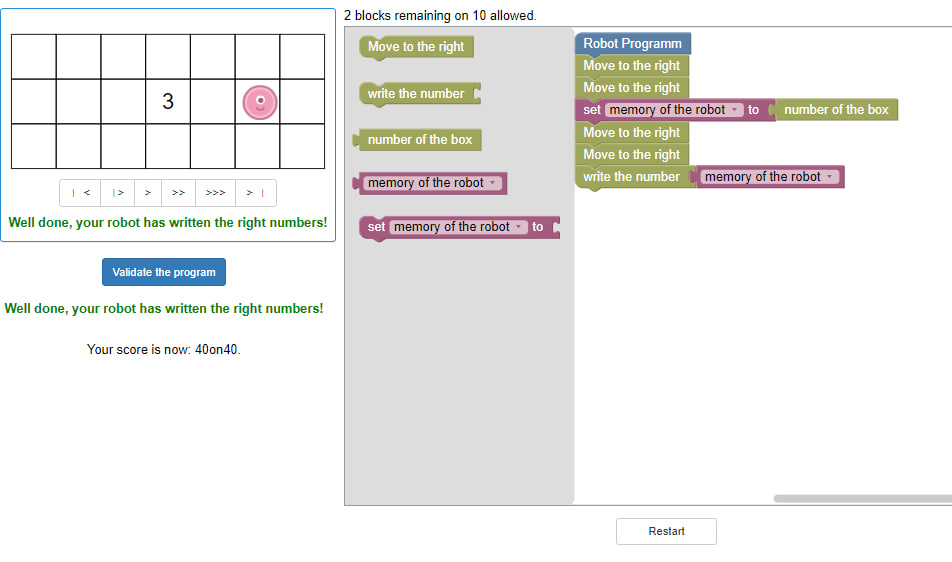 2 blocks remaining on 10 allowed.
3
| <
| >
>
>>
>>>
> |
Well done, your robot has written the right numbers!
Validate the program
Well done, your robot has written the right numbers!
Your score is now: 40on40.
Move to the right
write the number
number of the box
memory of the robot
set memory of the robot to
Robot Programm
Move to the right
Move to the right
set memory of the robot to number of the box
Move to the right
Move to the right
write the number memory of the robot
Restart